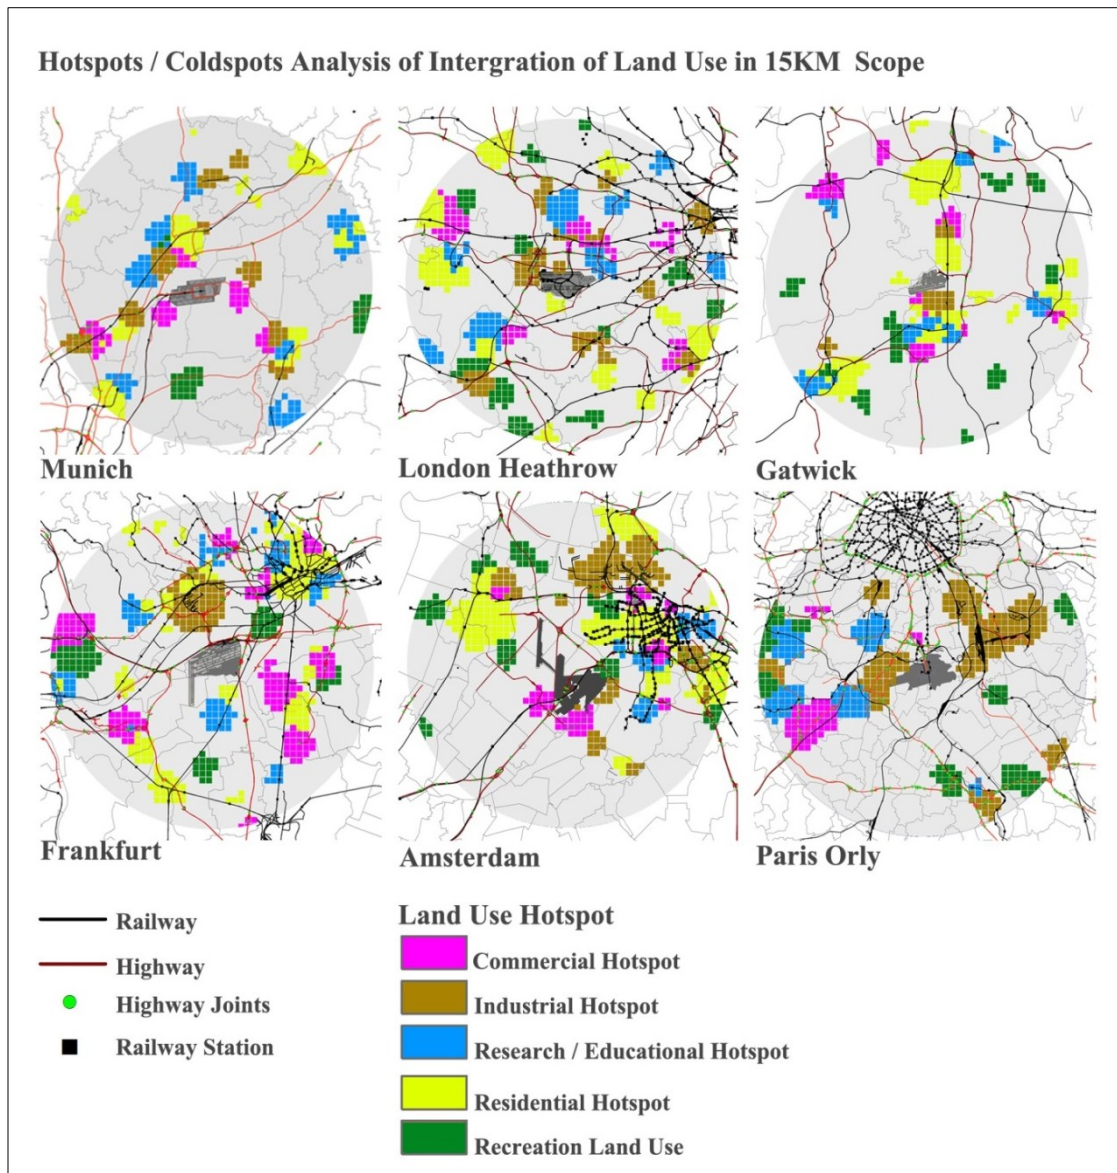 Hotspots / Coldspots Analysis of Intergration of Land Use in 15KM Scope
Munich
London Heathrow
Gatwick
Frankfurt
Amsterdam
Paris Orly
Railway
Highway
Highway Joints
Railway Station
Land Use Hotspot
Commercial Hotspot
Industrial Hotspot
Research / Educational Hotspot
Residential Hotspot
Recreation Land Use